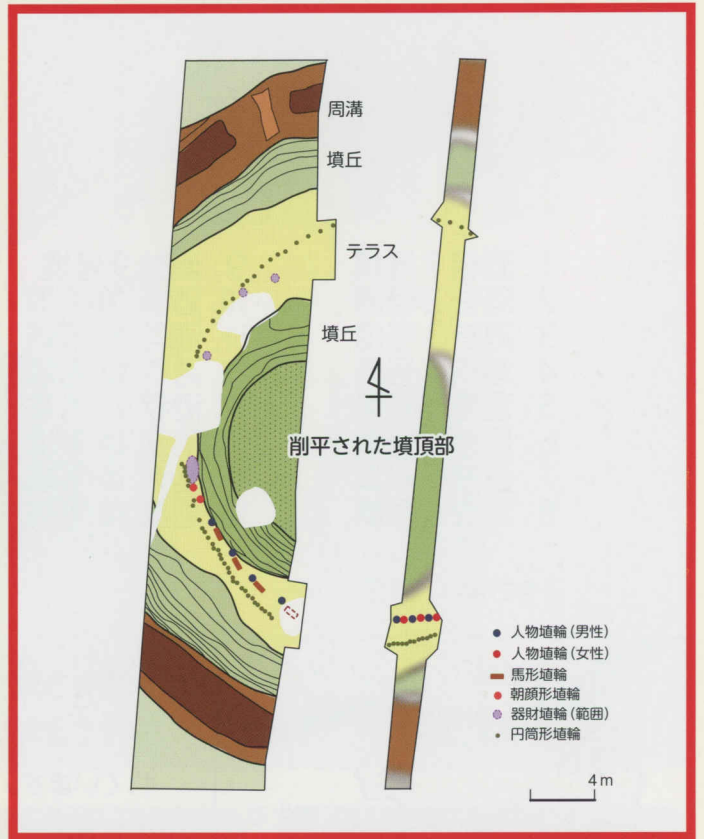 周溝
墳丘
テラス
墳丘
削平された墳頂部
人物埴輪(男性)
人物埴輪(女性)
馬形埴輪
朝顔形埴輪
器財埴輪(範囲)
円筒形埴輪
4m